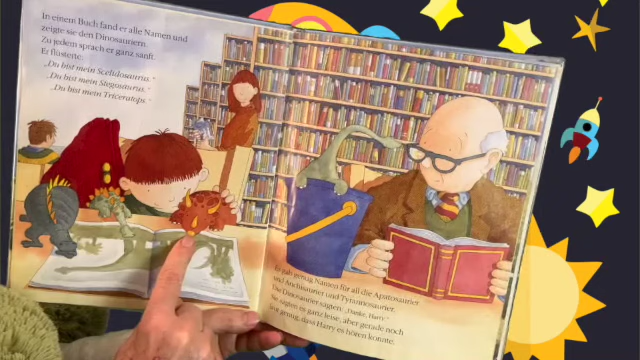 In einem Buch fand er alle Namen und
zeigte sie den Dinosauriern.
Zu jedem sprach er ganz sanft.
Er flüsterte:
„Du bist mein Scelidosaurus.“
„Du bist mein Stegosaurus.“
„Du bist mein Triceratops.“
Es gab genug Namen für all die Apatosaurier
und Anchisaurier und Tyrannosaurier.
Die Dinosaurier sagten: „Danke, Harry“.
Sie sagten es ganz leise, aber gerade noch
laut genug, dass Harry es hören konnte.